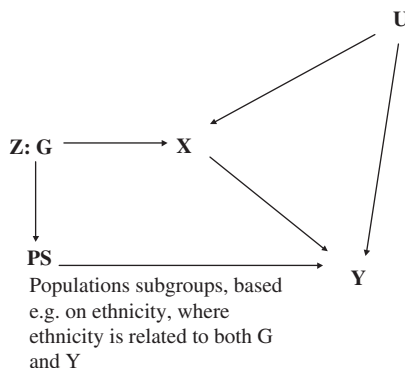 U
Z: G
X
PS
Populations subgroups, based
e.g. on ethnicity, where
ethnicity is related to both G
and Y
Y